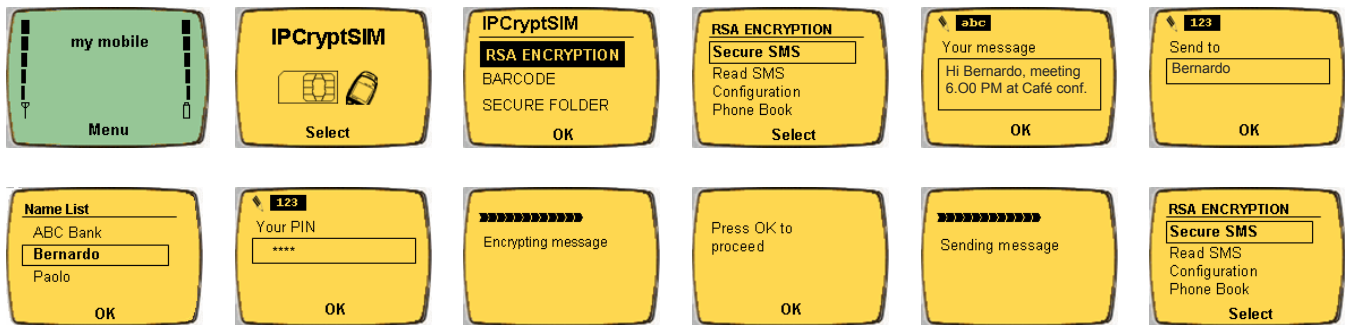 my mobile
Menu
IPCryptSIM
Select
IPCryptSIM
RSA ENCRYPTION
BARCODE
SECURE FOLDER
OK
RSA ENCRYPTION
Secure SMS
Read SMS
Configuration
Phone Book
Select
abc
Your message
Hi Bernardo, meeting
6.O0 PM at Café conf.
OK
123
Send to
Bernardo
OK
Name List
ABC Bank
Bernardo
Paolo
OK
123
Your PIN
****
OK
Encrypting message
Press OK to
proceed
OK
Sending message
RSA ENCRYPTION
Secure SMS
Read SMS
Configuration
Phone Book
Select